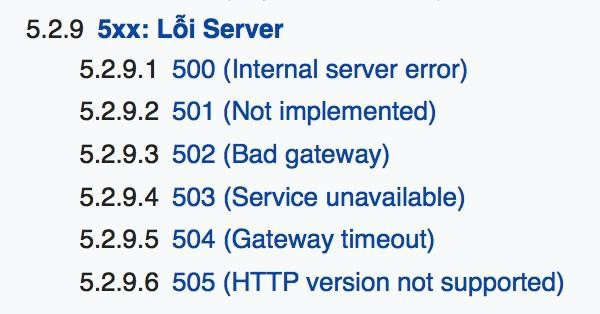 5.2.9 5xx: Lỗi Server
5.2.9.1 500 (Internal server error)
5.2.9.2 501 (Not implemented)
5.2.9.3 502 (Bad gateway)
5.2.9.4 503 (Service unavailable)
5.2.9.5 504 (Gateway timeout)
5.2.9.6 505 (HTTP version not supported)